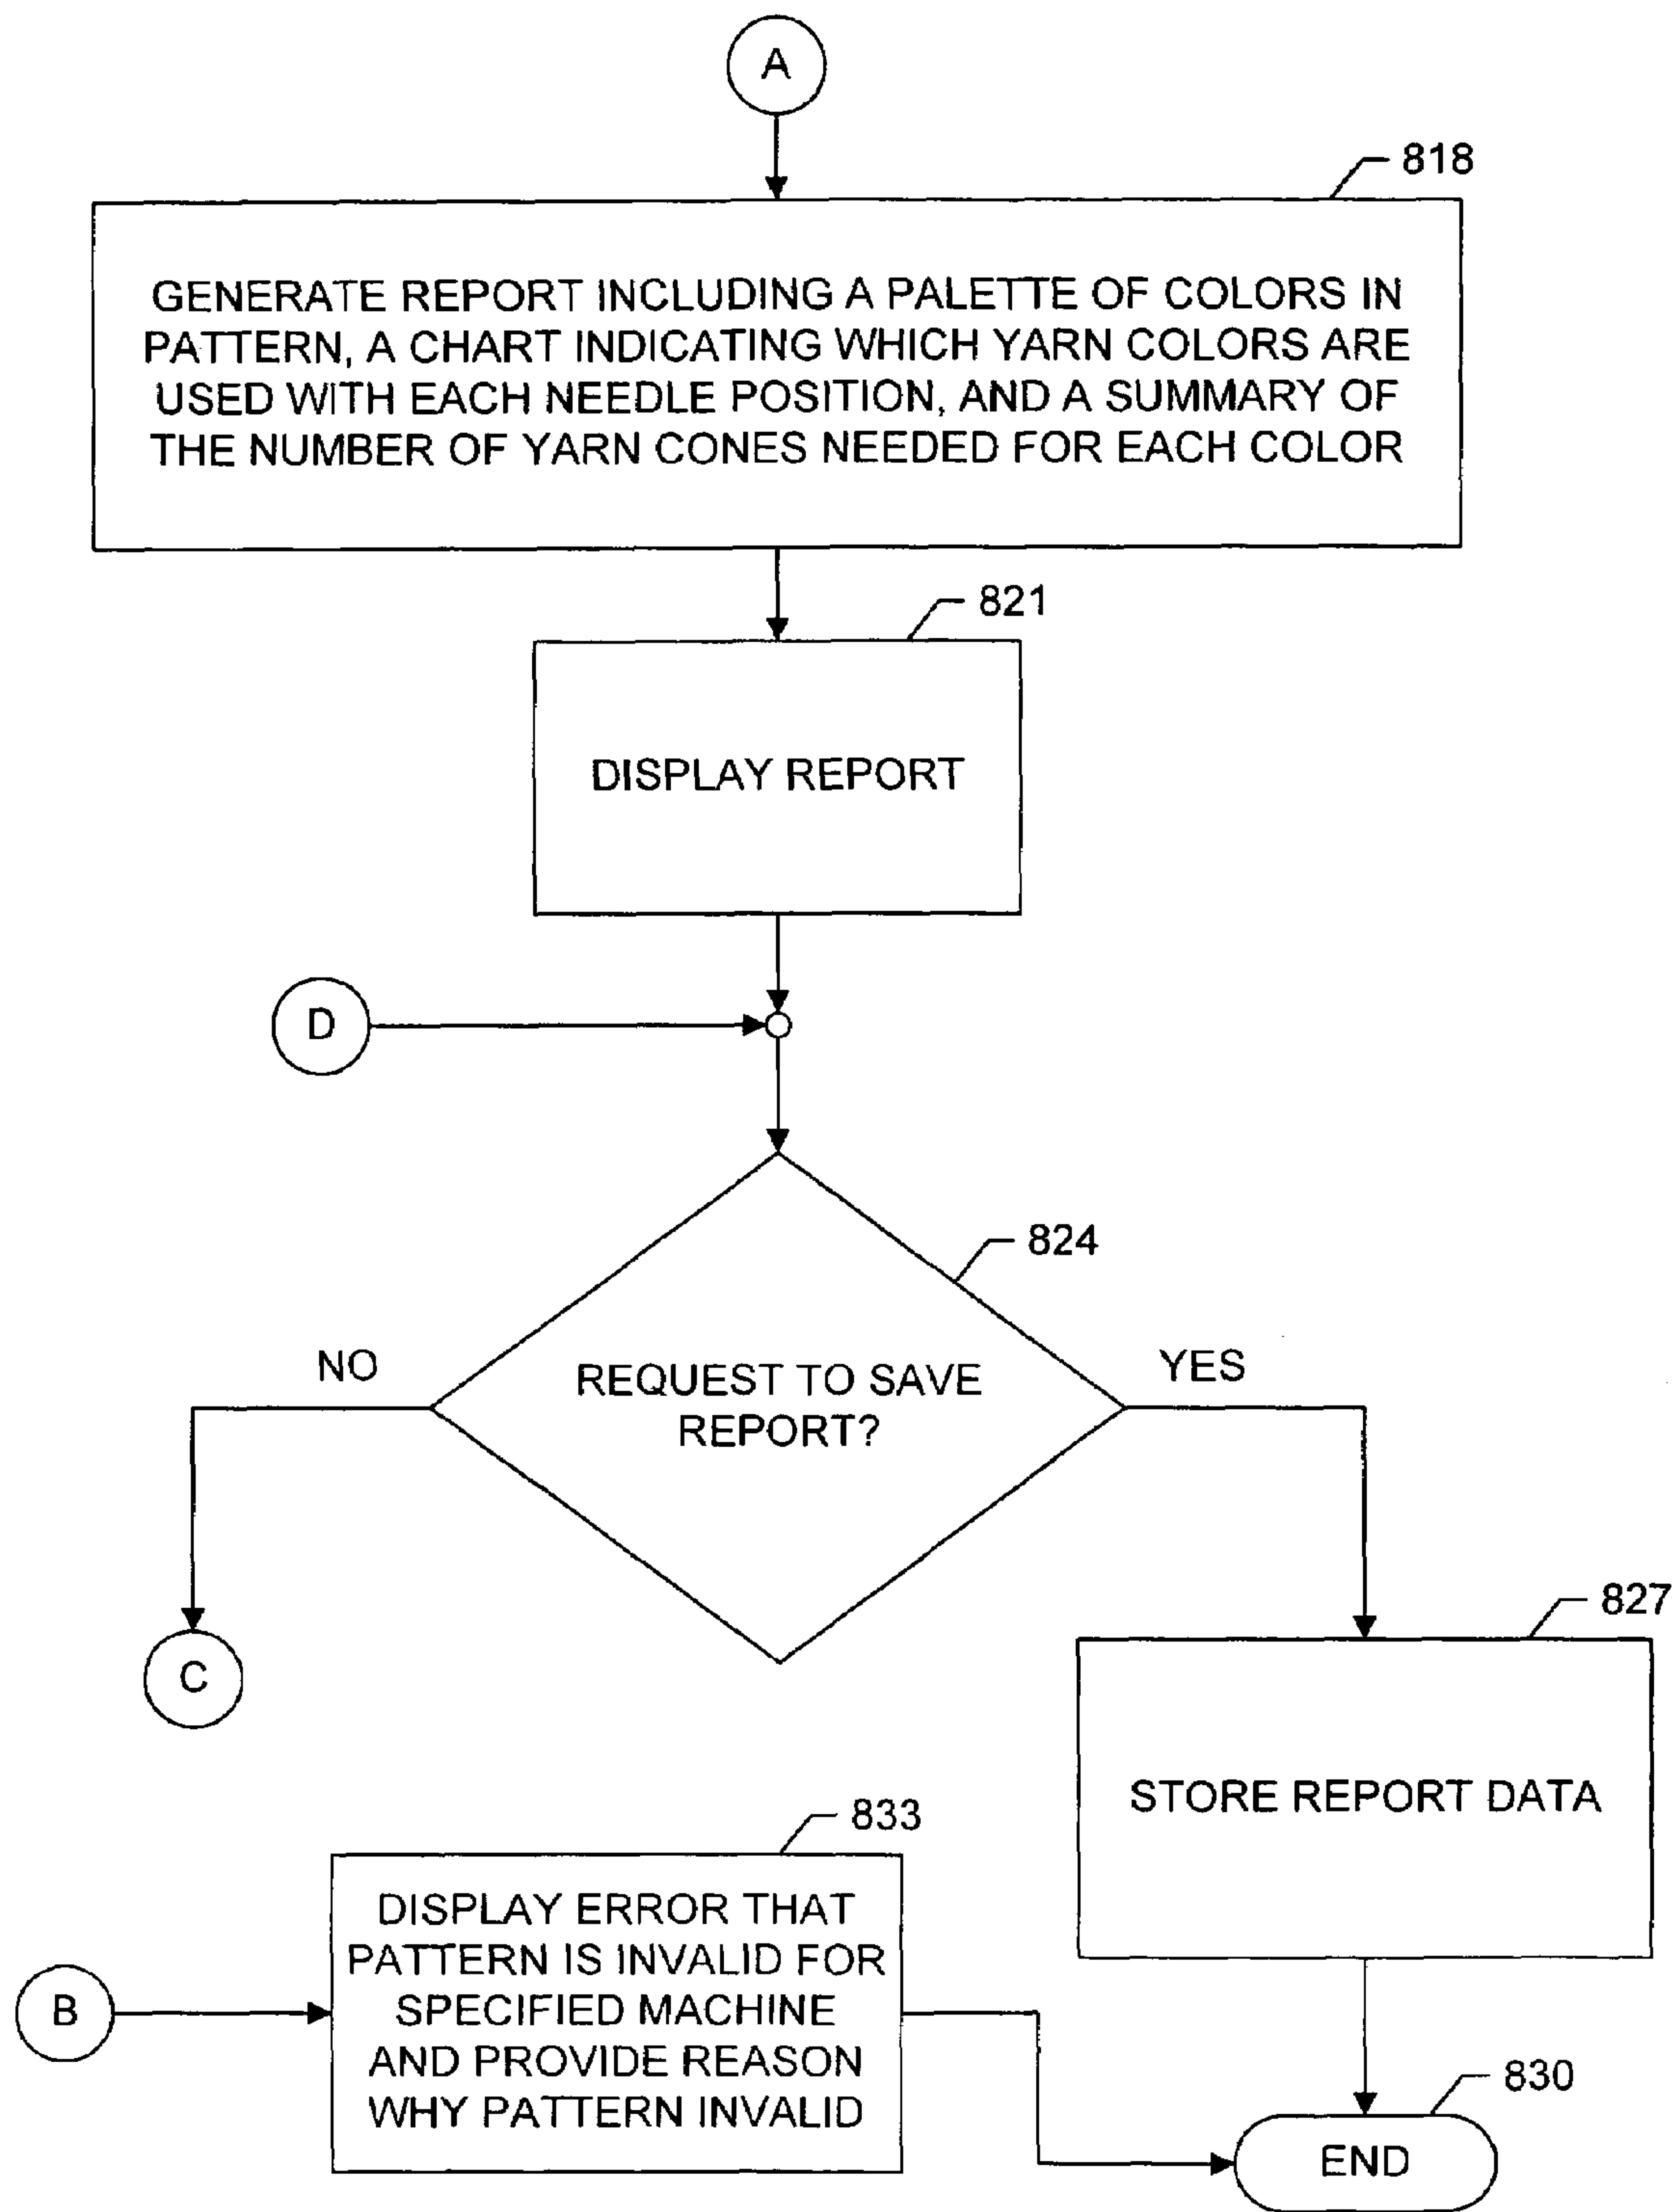 A
818
GENERATE REPORT INCLUDING A PALETTE OF COLORS IN
PATTERN, A CHART INDICATING WHICH YARN COLORS ARE
USED WITH EACH NEEDLE POSITION, AND A SUMMARY OF
THE NUMBER OF YARN CONES NEEDED FOR EACH COLOR
821
DISPLAY REPORT
D
824
NO
REQUEST TO SAVE
REPORT?
YES
C
827
STORE REPORT DATA
833
DISPLAY ERROR THAT
PATTERN IS INVALID FOR
SPECIFIED MACHINE
AND PROVIDE REASON
WHY PATTERN INVALID
B
830
END